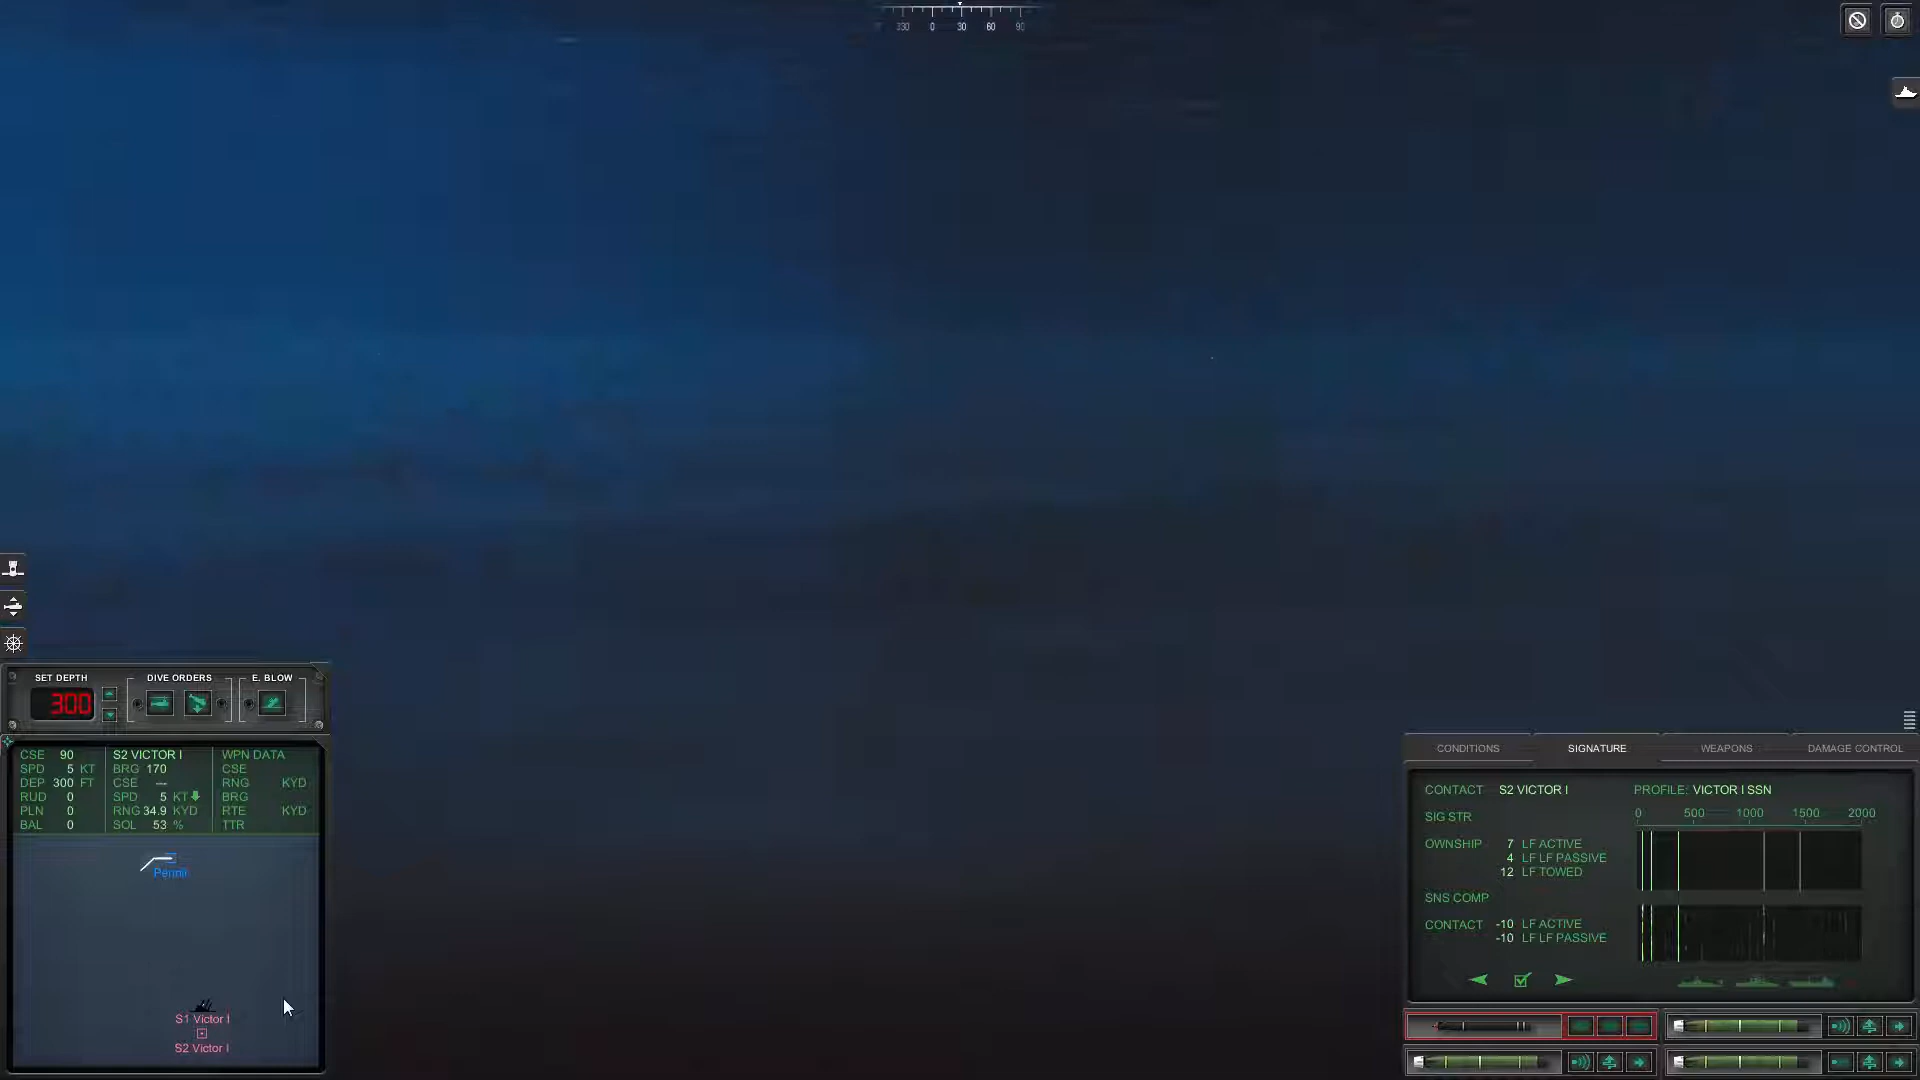 330 0 30 60 90
SET DEPTH DIVE ORDERS E. BLOW
300
CSE 90
SPD 5 KT
DEP 300 FT
RUD 0
PLN 0
BAL 0
S2 VICTOR I
BRG 170
CSE ---
SPD 5 KT
RNG 34.9 KYD
SOL 53 %
WPN DATA
CSE
RNG KYD
BRG
RTE KYD
TTR
Permit
S1 Victor I
S2 Victor I
CONDITIONS SIGNATURE WEAPONS DAMAGE CONTROL
CONTACT S2 VICTOR I
SIG STR
OWNSHIP 7 LF ACTIVE
4 LF LF PASSIVE
12 LF TOWED
SNS COMP
CONTACT -10 LF ACTIVE
-10 LF LF PASSIVE
PROFILE: VICTOR I SSN
0 500 1000 1500 2000